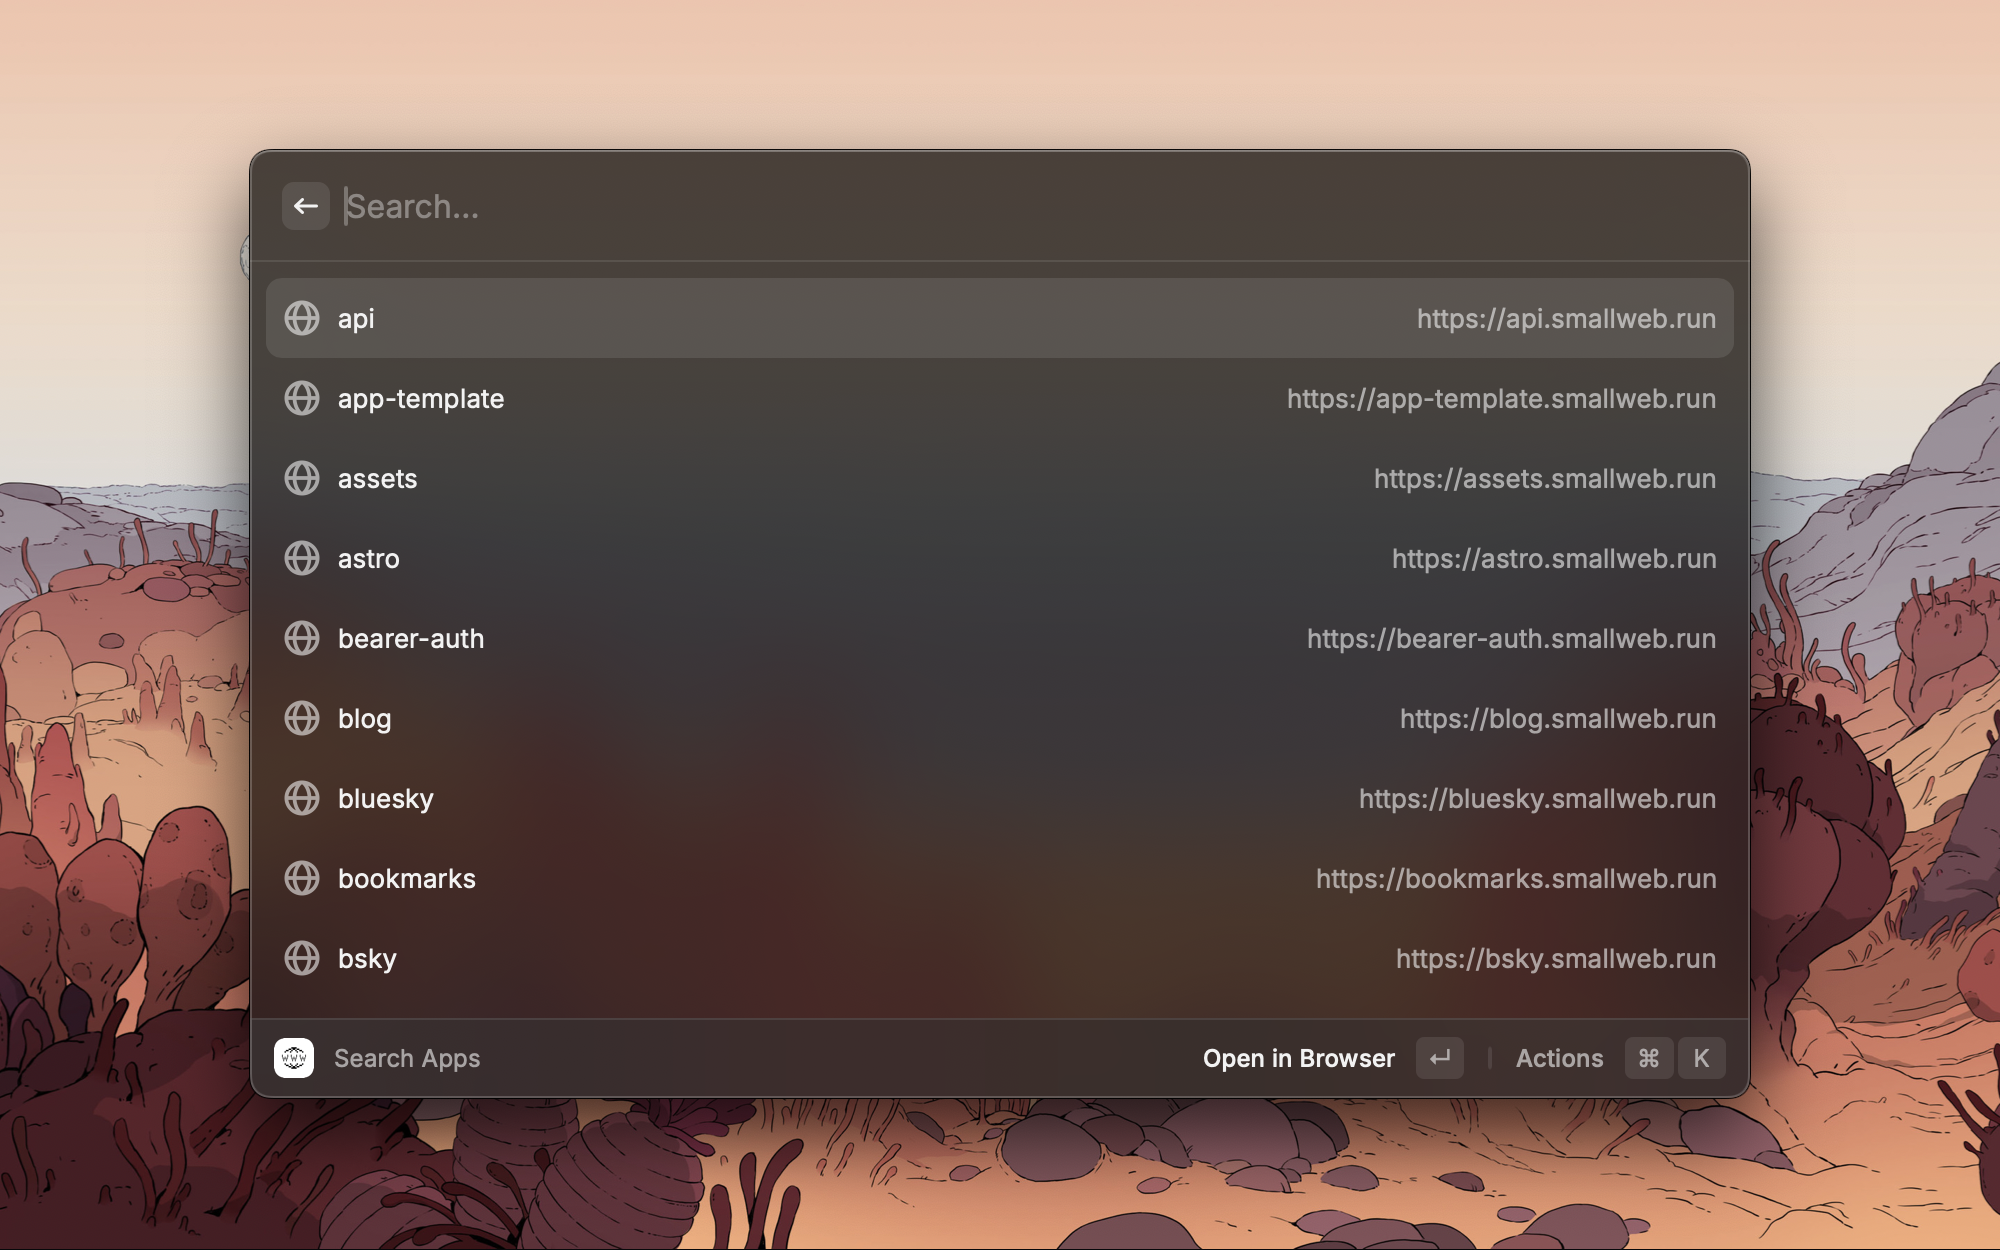 Search...
api https://api.smallweb.run
app-template https://app-template.smallweb.run
assets https://assets.smallweb.run
astro https://astro.smallweb.run
bearer-auth https://bearer-auth.smallweb.run
blog https://blog.smallweb.run
bluesky https://bluesky.smallweb.run
bookmarks https://bookmarks.smallweb.run
bsky https://bsky.smallweb.run
WWW Search Apps Open in Browser ↵ Actions ⌘ K